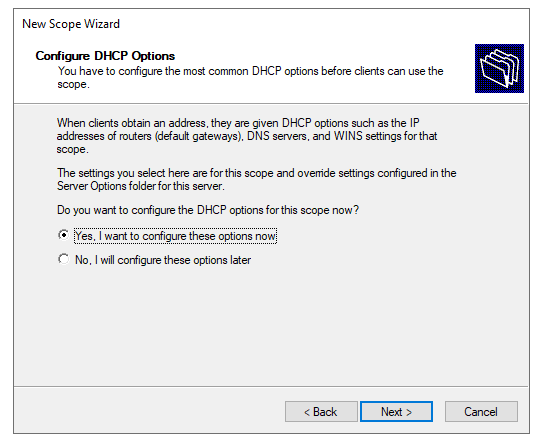 New Scope Wizard
Configure DHCP Options
You have to configure the most common DHCP options before clients can use the
scope.
When clients obtain an address, they are given DHCP options such as the IP
addresses of routers (default gateways), DNS servers, and WINS settings for that
scope.
The settings you select here are for this scope and override settings configured in the
Server Options folder for this server.
Do you want to configure the DHCP options for this scope now?
Yes, I want to configure these options now
No, I will configure these options later
< Back
Next >
Cancel